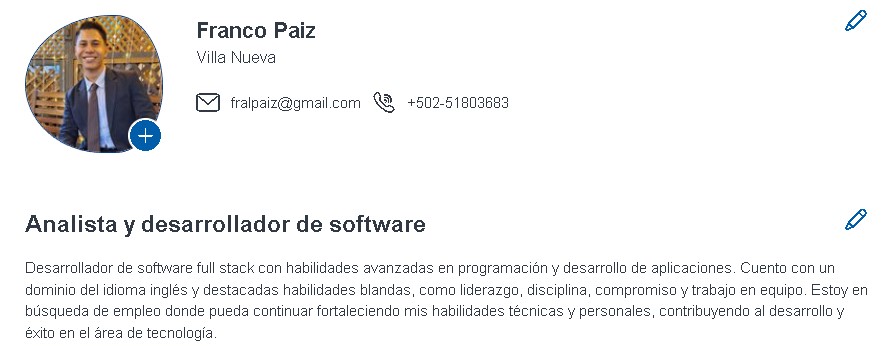 Franco Paiz
Villa Nueva
fralpaiz@gmail.com +502-51803683
Analista y desarrollador de software
Desarrollador de software full stack con habilidades avanzadas en programación y desarrollo de aplicaciones. Cuento con un
dominio del idioma inglés y destacadas habilidades blandas, como liderazgo, disciplina, compromiso y trabajo en equipo. Estoy en
búsqueda de empleo donde pueda continuar fortaleciendo mis habilidades técnicas y personales, contribuyendo al desarrollo y
éxito en el área de tecnología.